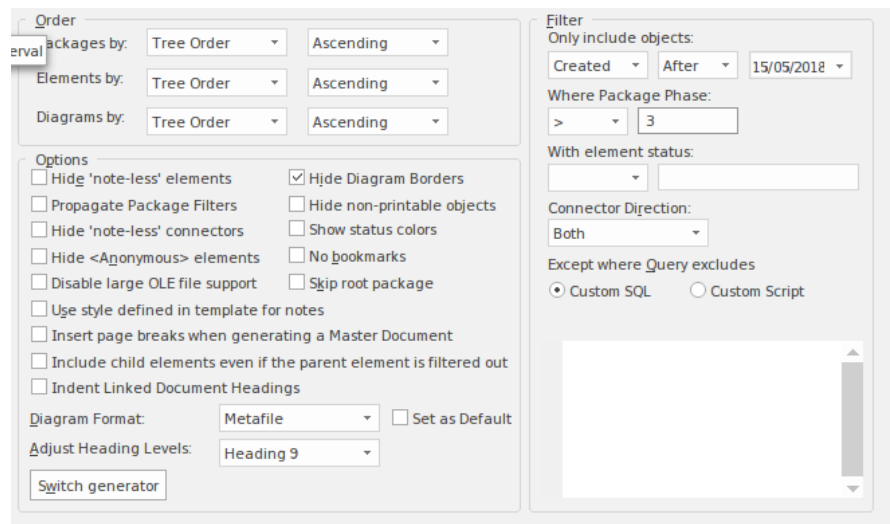 Order
erval
ackages by: Tree Order Ascending
Elements by: Tree Order Ascending
Diagrams by: Tree Order Ascending
Options
Hide 'note-less' elements Hide Diagram Borders
Propagate Package Filters Hide non-printable objects
Hide 'note-less' connectors Show status colors
Hide <Anonymous> elements No bookmarks
Disable large OLE file support Skip root package
Use style defined in template for notes
Insert page breaks when generating a Master Document
Include child elements even if the parent element is filtered out
Indent Linked Document Headings
Diagram Format: Metafile Set as Default
Adjust Heading Levels: Heading 9
Switch generator
Filter
Only include objects:
Created After 15/05/2018
Where Package Phase:
> 3
With element status:
Connector Direction:
Both
Except where Query excludes
Custom SQL Custom Script